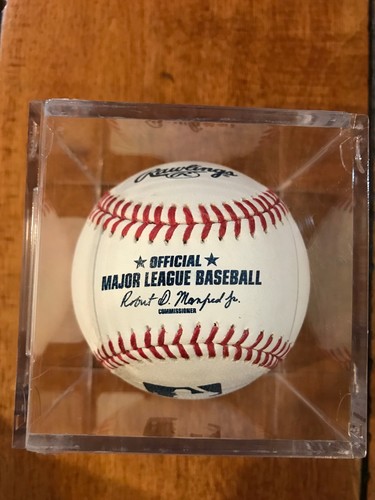 Rawlings
★ OFFICIAL ★
MAJOR LEAGUE BASEBALL
Robert D. Manfred Jr.
COMMISSIONER